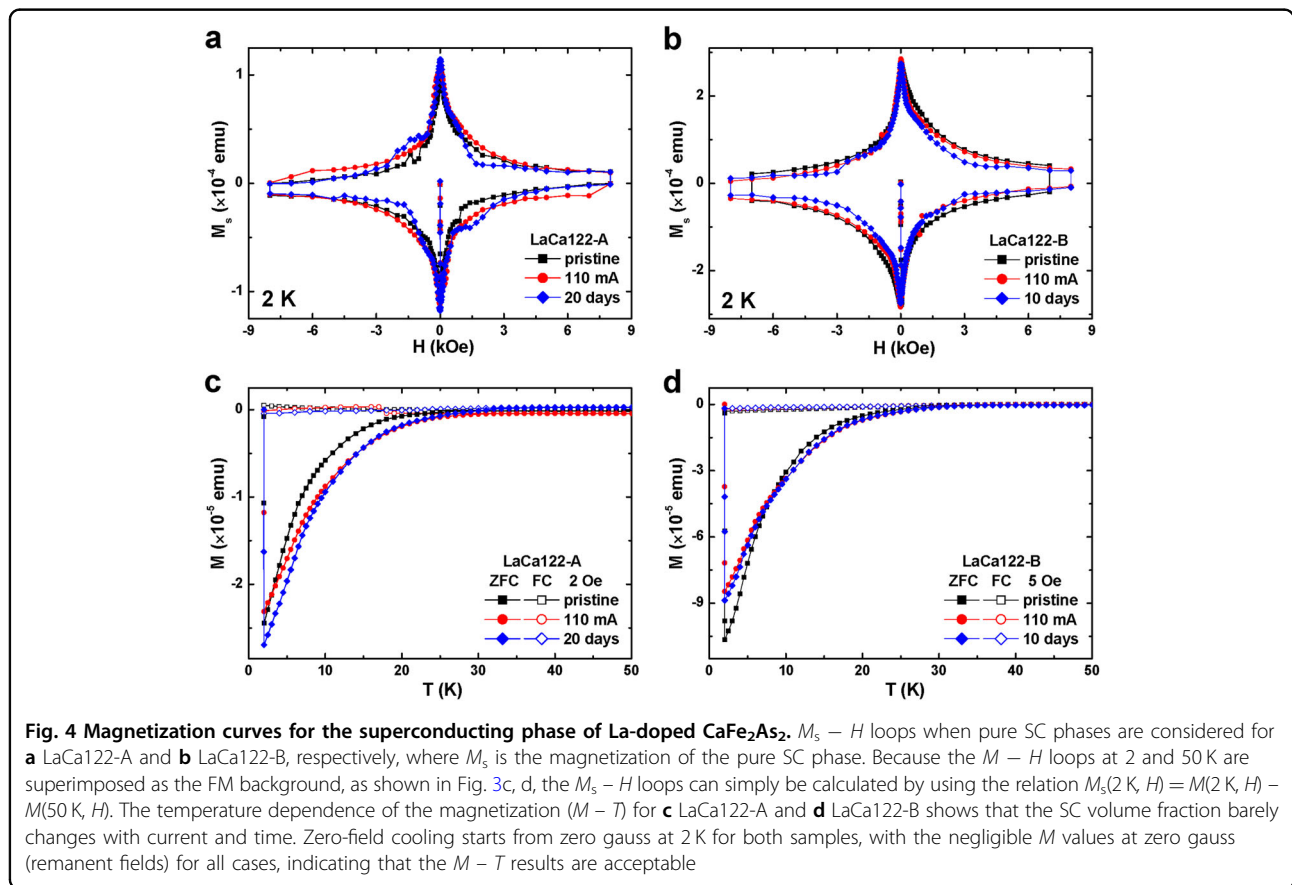 a
1
0
-1
M_s (×10⁻⁴ emu)
LaCa122-A
pristine
110 mA
20 days
2 K
-9 -6 -3 0 3 6 9
H (kOe)
b
2
0
-2
M_s (×10⁻⁴ emu)
LaCa122-B
pristine
110 mA
10 days
2 K
-9 -6 -3 0 3 6 9
H (kOe)
c
0
-1
-2
M (×10⁻⁵ emu)
LaCa122-A
ZFC FC 2 Oe
pristine
110 mA
20 days
0 10 20 30 40 50
T (K)
d
0
-3
-6
-9
M (×10⁻⁵ emu)
LaCa122-B
ZFC FC 5 Oe
pristine
110 mA
10 days
0 10 20 30 40 50
T (K)
Fig. 4 Magnetization curves for the superconducting phase of La-doped CaFe₂As₂. M_s − H loops when pure SC phases are considered for
a LaCa122-A and b LaCa122-B, respectively, where M_s is the magnetization of the pure SC phase. Because the M − H loops at 2 and 50 K are
superimposed as the FM background, as shown in Fig. 3c, d, the M_s – H loops can simply be calculated by using the relation M_s(2 K, H) = M(2 K, H) –
M(50 K, H). The temperature dependence of the magnetization (M – T) for c LaCa122-A and d LaCa122-B shows that the SC volume fraction barely
changes with current and time. Zero-field cooling starts from zero gauss at 2 K for both samples, with the negligible M values at zero gauss
(remanent fields) for all cases, indicating that the M – T results are acceptable